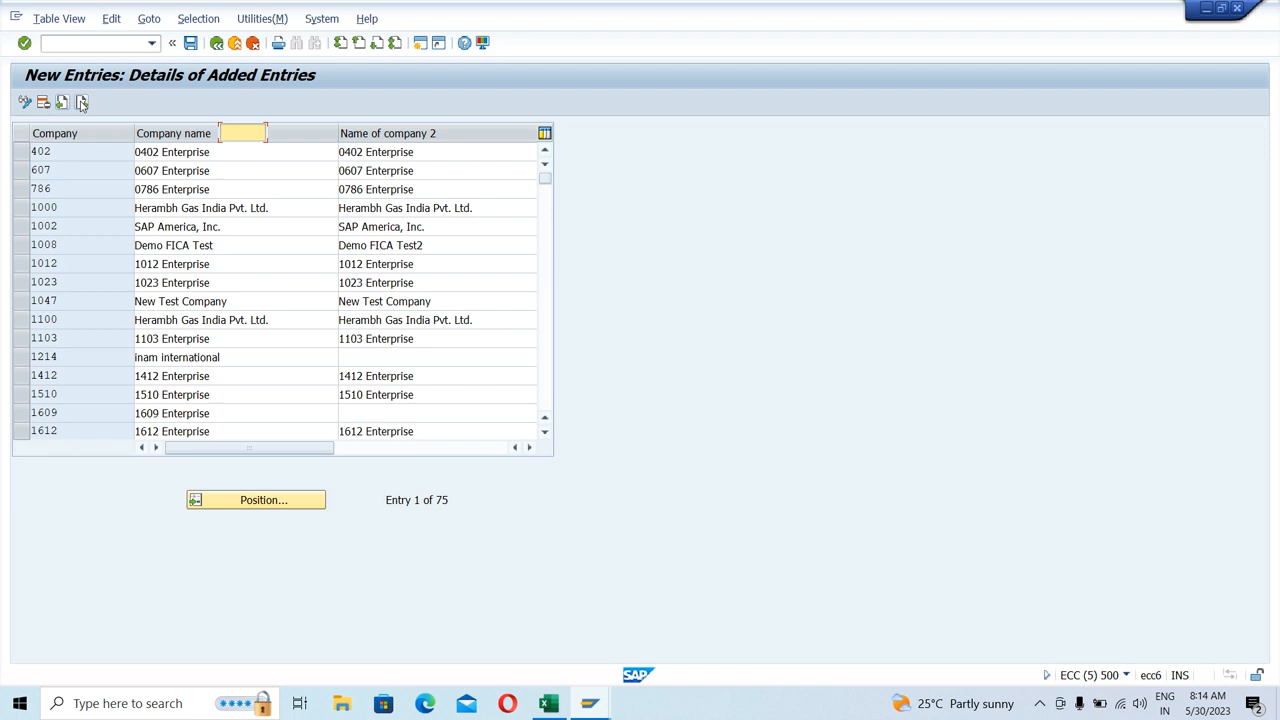 Table View Edit Goto Selection Utilities(M) System Help
New Entries: Details of Added Entries
Company Company name Name of company 2
402 0402 Enterprise 0402 Enterprise
607 0607 Enterprise 0607 Enterprise
786 0786 Enterprise 0786 Enterprise
1000 Herambh Gas India Pvt. Ltd. Herambh Gas India Pvt. Ltd.
1002 SAP America, Inc. SAP America, Inc.
1008 Demo FICA Test Demo FICA Test2
1012 1012 Enterprise 1012 Enterprise
1023 1023 Enterprise 1023 Enterprise
1047 New Test Company New Test Company
1100 Herambh Gas India Pvt. Ltd. Herambh Gas India Pvt. Ltd.
1103 1103 Enterprise 1103 Enterprise
1214 inam international
1412 1412 Enterprise 1412 Enterprise
1510 1510 Enterprise 1510 Enterprise
1609 1609 Enterprise
1612 1612 Enterprise 1612 Enterprise
Position... Entry 1 of 75
SAP ECC (5) 500 ecc6 INS
Type here to search 25°C Partly sunny ENG 8:14 AM
IN 5/30/2023 2